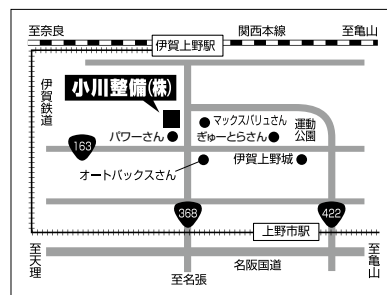 至奈良
関西本線
至亀山
伊賀上野駅
伊賀鉄道
小川整備(株)
マックスバリュさん
運動
公園
パワーさん
ぎゅーとらさん
163
伊賀上野城
オートバックスさん
368
422
上野市駅
至天理
至名張
名阪国道
至亀山